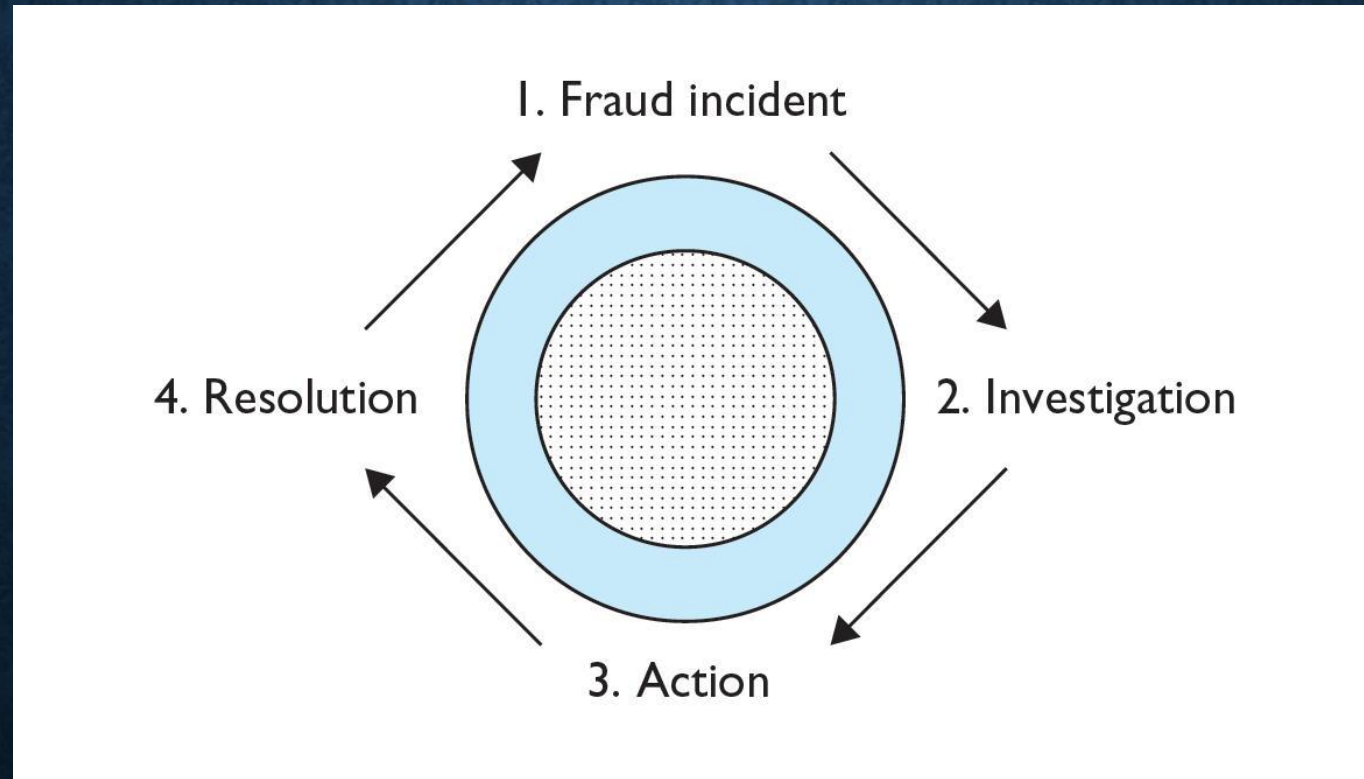 1. Fraud incident
4. Resolution
2. Investigation
3. Action